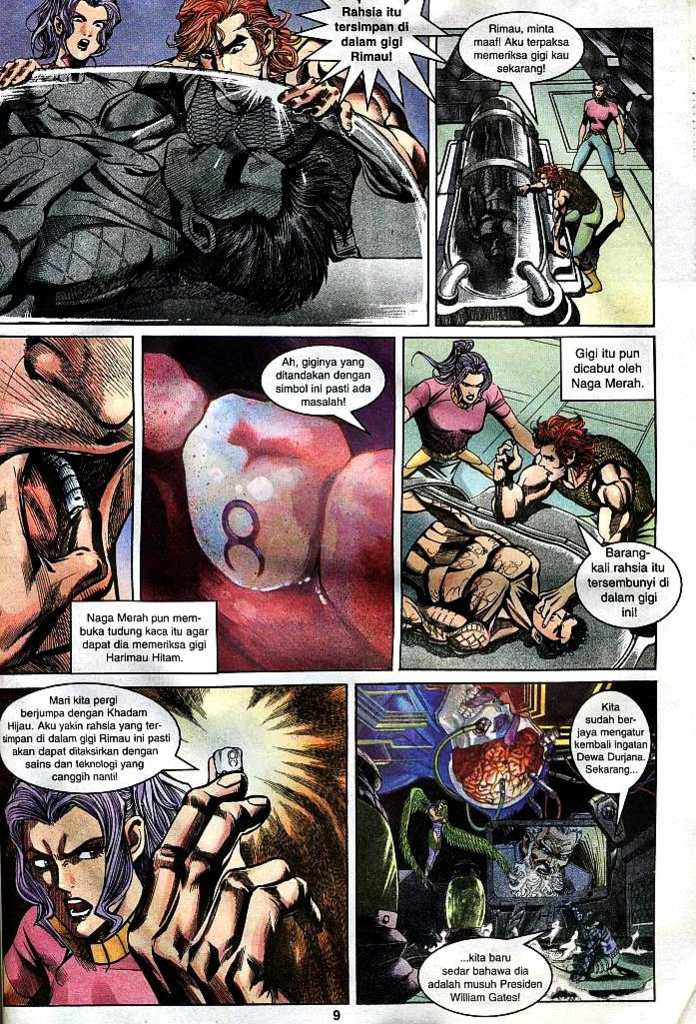 Rahsia itu
tersimpan di
dalam gigi
Rimau!
Rimau, minta
maaf! Aku terpaksa
memeriksa gigi kau
sekarang!
Naga Merah pun mem-
buka tudung kaca itu agar
dapat dia memeriksa gigi
Harimau Hitam.
Ah, giginya yang
ditandakan dengan
simbol ini pasti ada
masalah!
8
Gigi itu pun
dicabut oleh
Naga Merah.
Barang-
kali rahsia itu
tersembunyi di
dalam gigi
ini!
Mari kita pergi
berjumpa dengan Khadam
Hijau. Aku yakin rahsia yang ter-
simpan di dalam gigi Rimau ini pasti
akan dapat ditaksirkan dengan
sains dan teknologi yang
canggih nanti!
8
Kita
sudah ber-
jaya mengatur
kembali ingatan
Dewa Durjana.
Sekarang...
...kita baru
sedar bahawa dia
adalah musuh Presiden
William Gates!
9